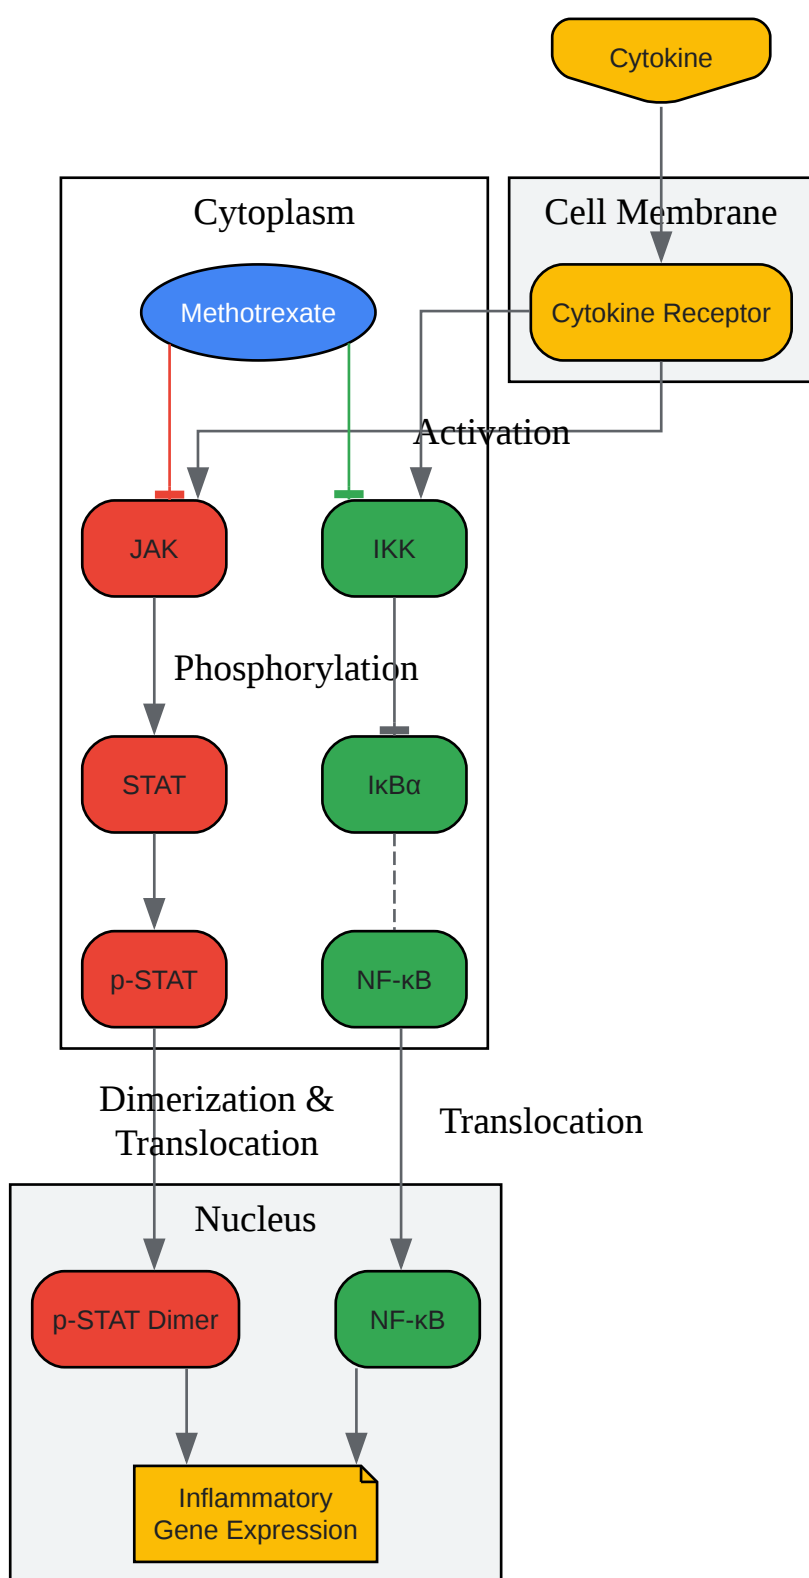 Cytokine
Cytoplasm
Cell Membrane
Methotrexate
Cytokine Receptor
Activation
JAK
IKK
Phosphorylation
STAT
IκBα
p-STAT
NF-κB
Dimerization &
Translocation
Translocation
Nucleus
p-STAT Dimer
NF-κB
Inflammatory
Gene Expression